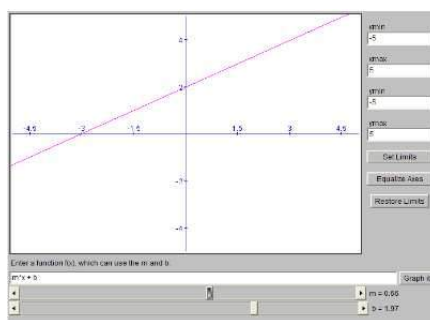 xmin
-5
xmax
5
ymin
-5
ymax
5
Set Limits
Equalize Axes
Restore Limits
4
2
-4.5
-3
-1.5
1.5
3
4.5
-2
-4
Enter a function f(x), which can use the m and b.
m*x + b
Graph it
m = 0.66
b = 1.97